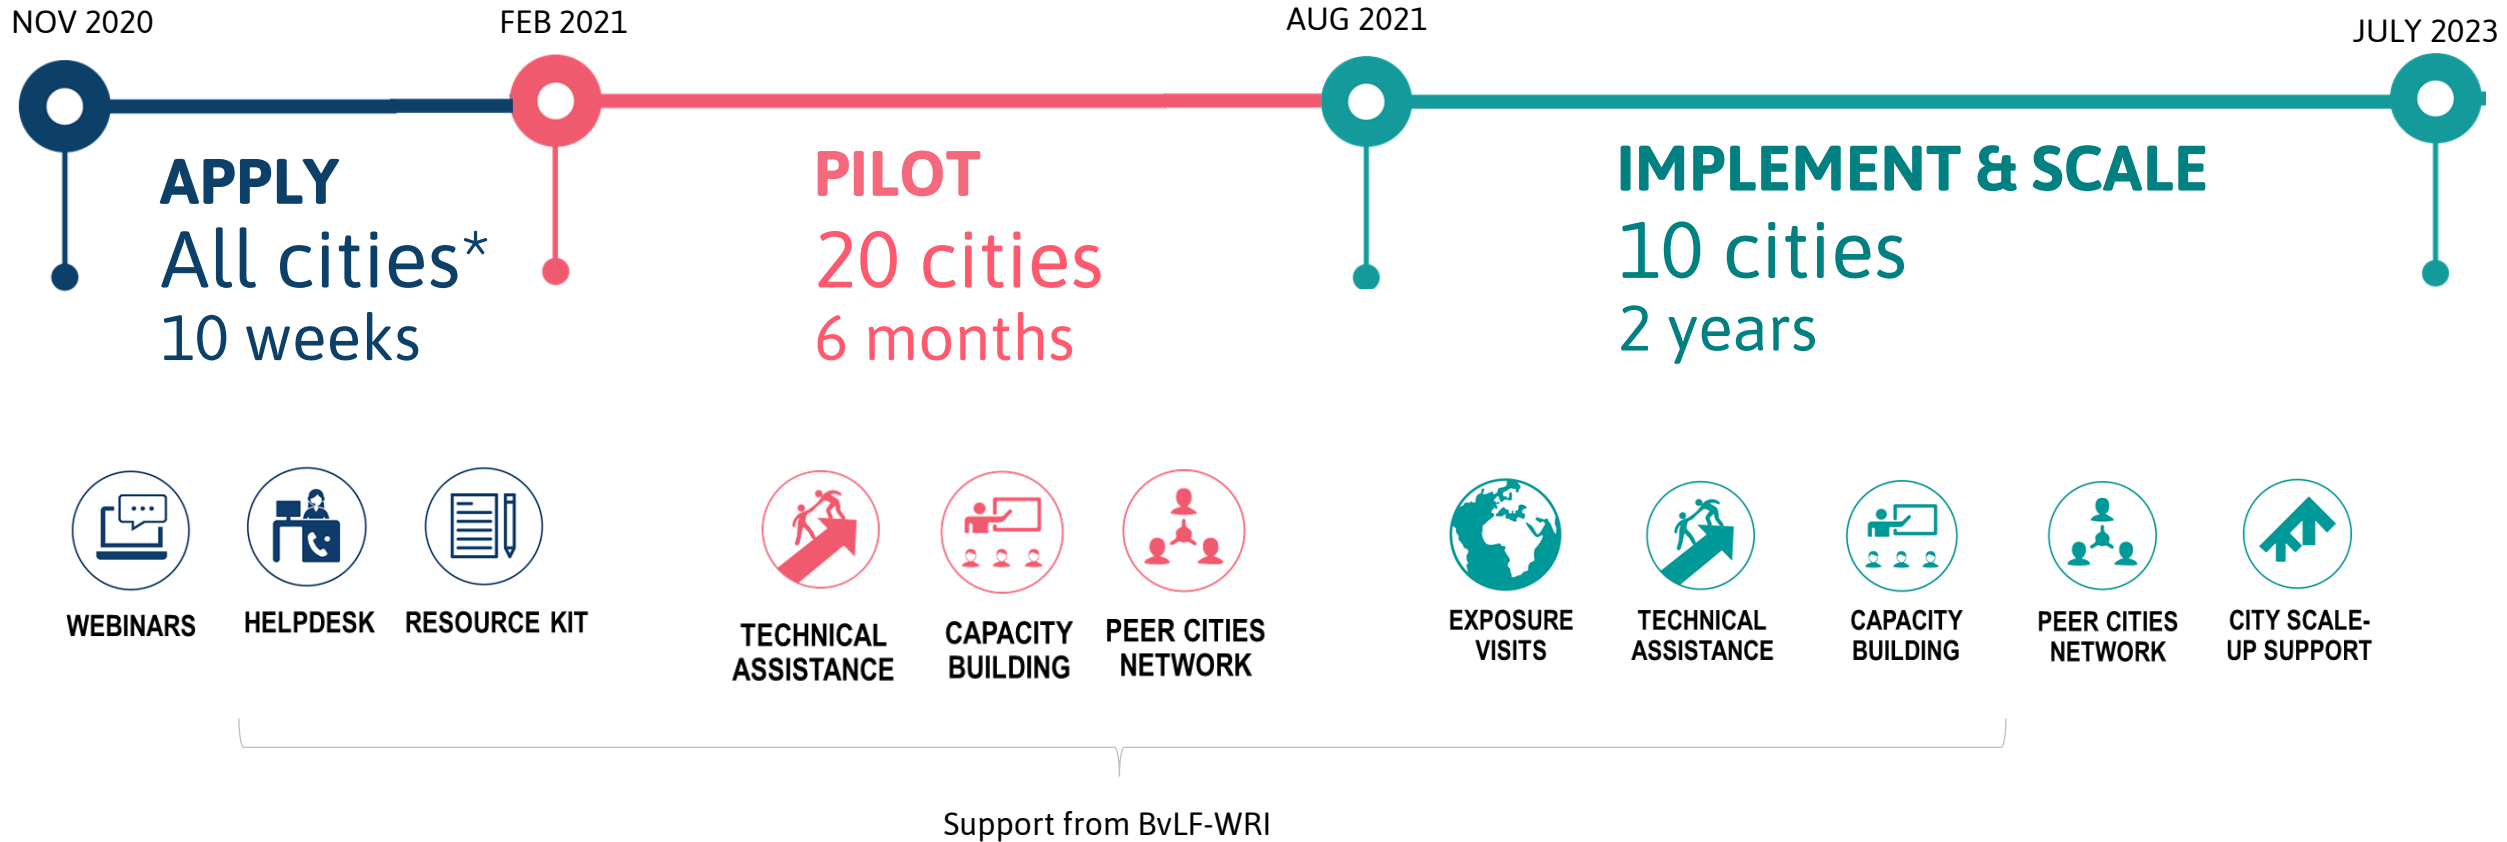 NOV 2020
FEB 2021
AUG 2021
JULY 2023
APPLY
All cities*
10 weeks
PILOT
20 cities
6 months
IMPLEMENT & SCALE
10 cities
2 years
WEBINARS
HELPDESK
RESOURCE KIT
TECHNICAL
ASSISTANCE
CAPACITY
BUILDING
PEER CITIES
NETWORK
EXPOSURE
VISITS
TECHNICAL
ASSISTANCE
CAPACITY
BUILDING
PEER CITIES
NETWORK
CITY SCALE-
UP SUPPORT
Support from BvLF-WRI